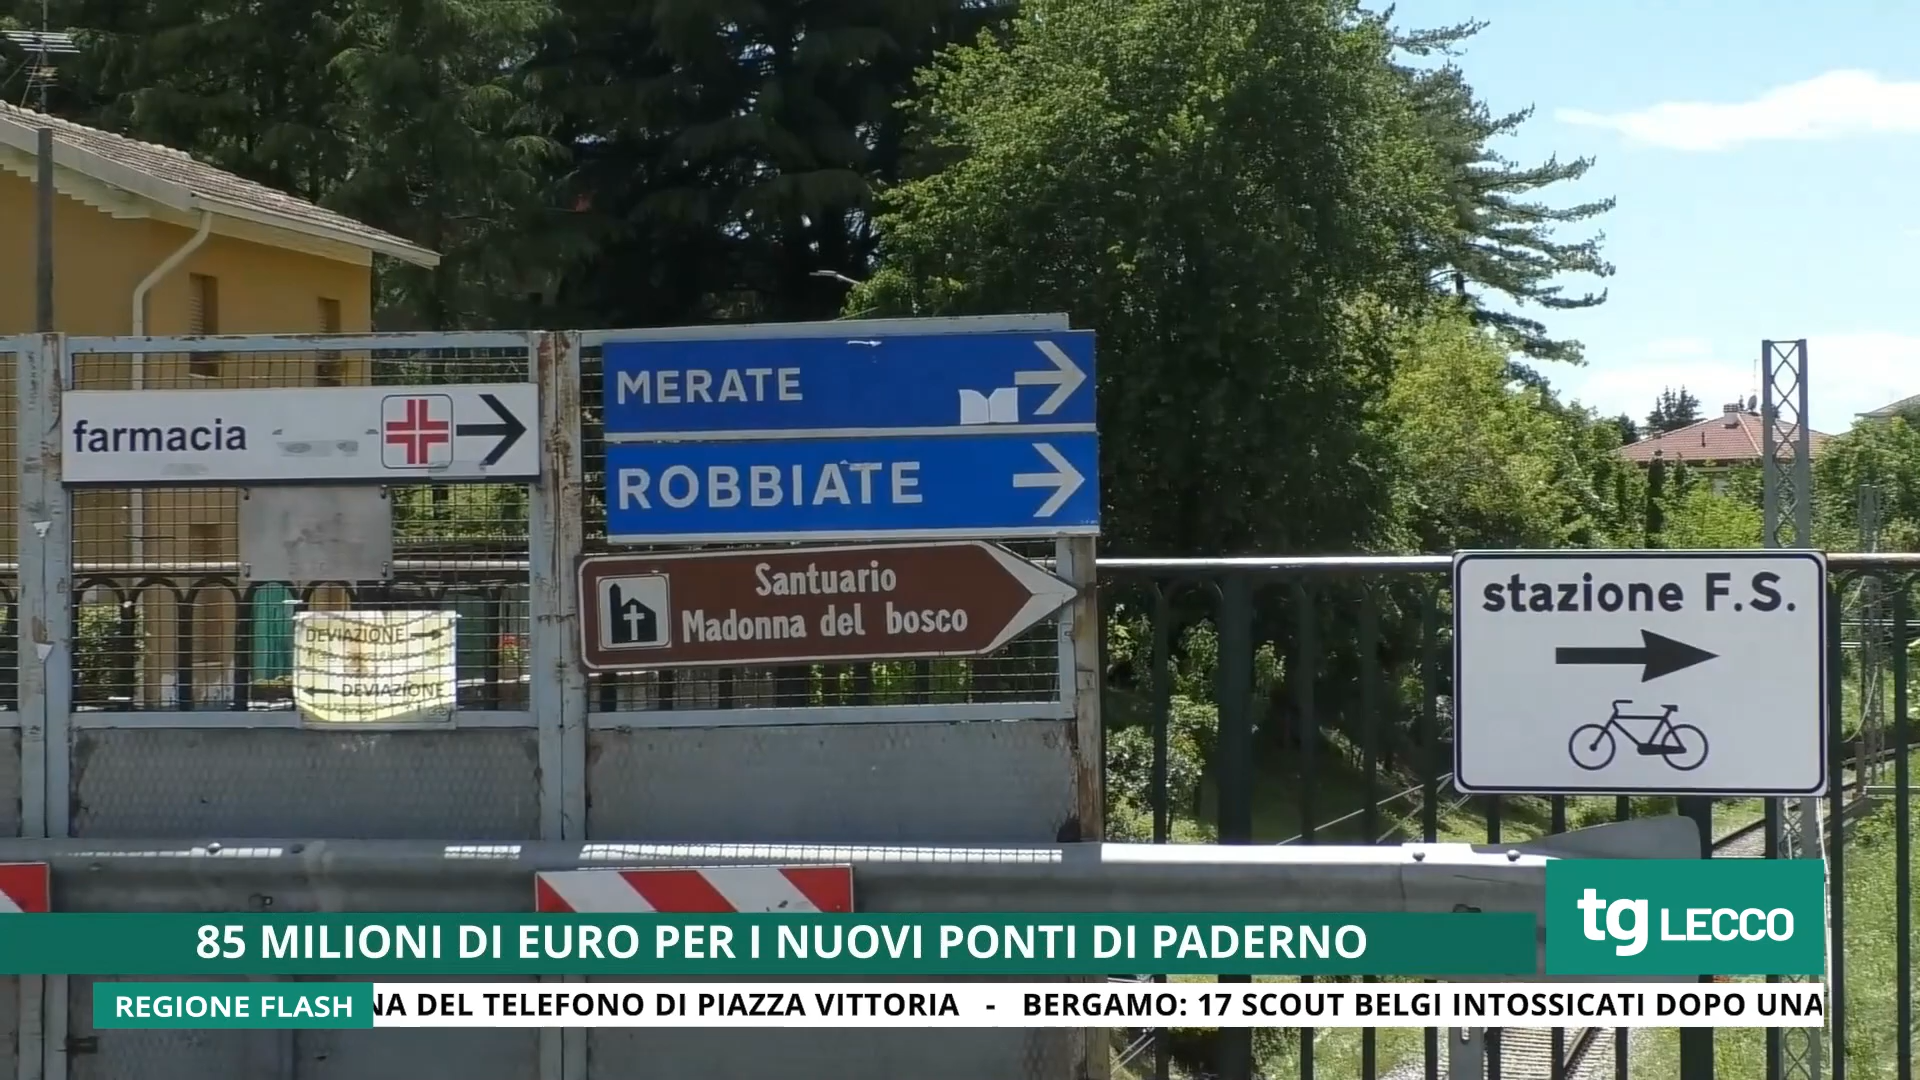 farmacia
MERATE
ROBBIATE
Santuario
Madonna del bosco
DEVIAZIONE
DEVIAZIONE
stazione F.S.
85 MILIONI DI EURO PER I NUOVI PONTI DI PADERNO
tg LECCO
REGIONE FLASH
NA DEL TELEFONO DI PIAZZA VITTORIA - BERGAMO: 17 SCOUT BELGI INTOSSICATI DOPO UNA